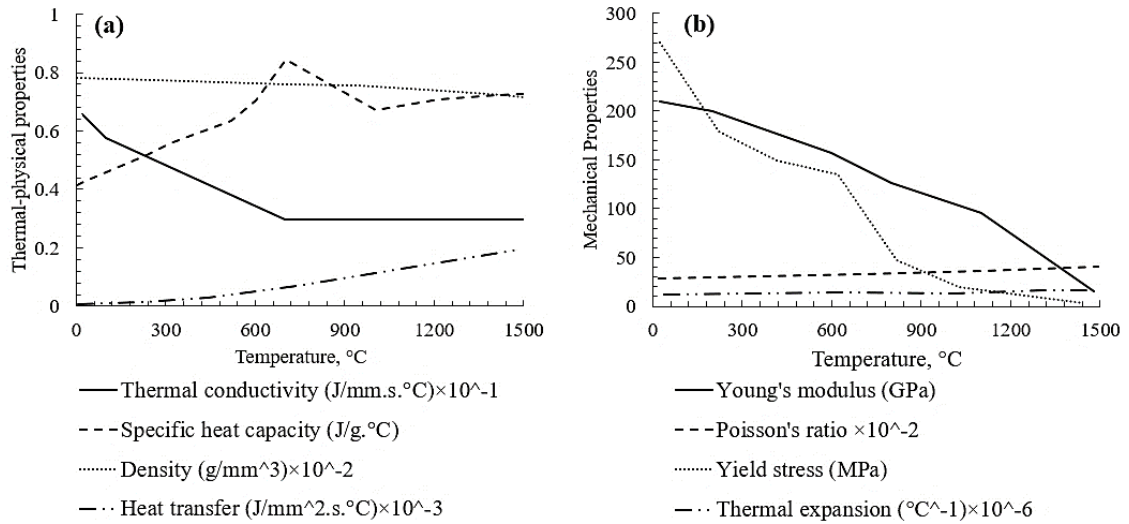 (a)
Thermal-physical properties
1
0.8
0.6
0.4
0.2
0
0 300 600 900 1200 1500
Temperature, °C
Thermal conductivity (J/mm.s.°C)×10^-1
Specific heat capacity (J/g.°C)
Density (g/mm^3)×10^-2
Heat transfer (J/mm^2.s.°C)×10^-3
(b)
Mechanical Properties
300
250
200
150
100
50
0
0 300 600 900 1200 1500
Temperature, °C
Young's modulus (GPa)
Poisson's ratio ×10^-2
Yield stress (MPa)
Thermal expansion (°C^-1)×10^-6